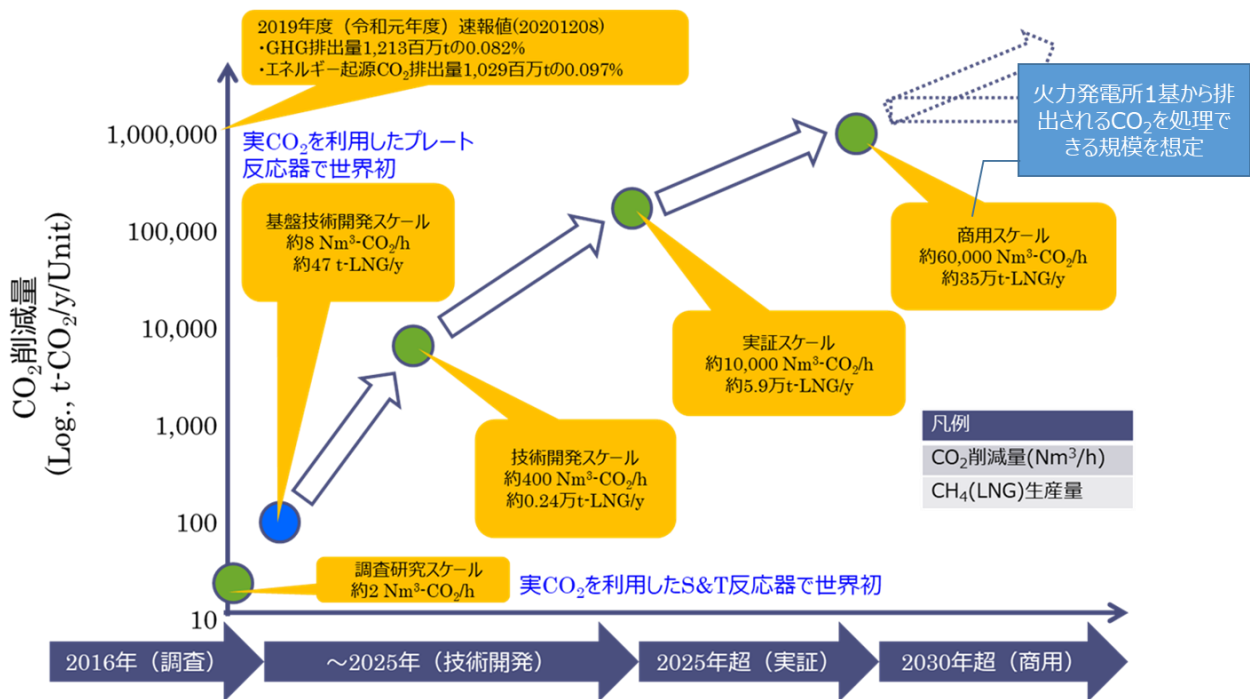 2019年度（令和元年度）速報値(20201208)
・GHG排出量1,213百万tの0.082%
・エネルギー起源CO₂排出量1,029百万tの0.097%
火力発電所1基から排
出されるCO₂を処理で
きる規模を想定
1,000,000
実CO₂を利用したプレート
反応器で世界初
基盤技術開発スケール
約8 Nm³-CO₂/h
約47 t-LNG/y
商用スケール
約60,000 Nm³-CO₂/h
約35万t-LNG/y
100,000
CO₂削減量
(Log., t-CO₂/y/Unit)
10,000
実証スケール
約10,000 Nm³-CO₂/h
約5.9万t-LNG/y
1,000
技術開発スケール
約400 Nm³-CO₂/h
約0.24万t-LNG/y
凡例
CO₂削減量(Nm³/h)
CH₄(LNG)生産量
100
調査研究スケール
約2 Nm³-CO₂/h
実CO₂を利用したS&T反応器で世界初
10
2016年（調査）
～2025年（技術開発）
2025年超（実証）
2030年超（商用）